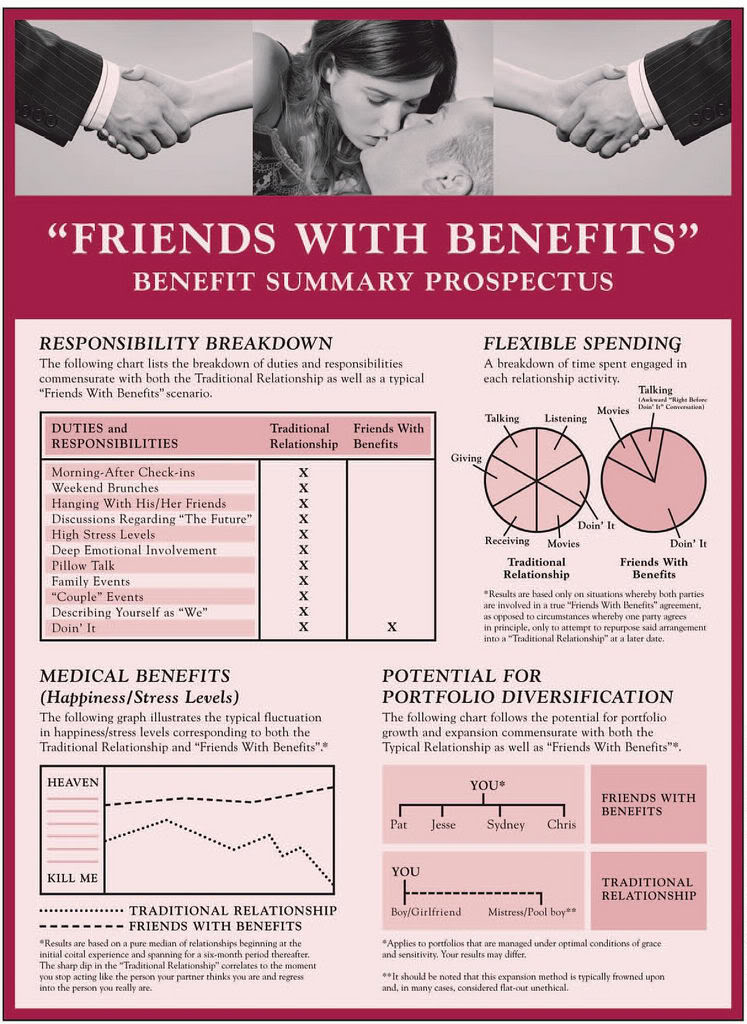 “FRIENDS WITH BENEFITS”
BENEFIT SUMMARY PROSPECTUS
RESPONSIBILITY BREAKDOWN
The following chart lists the breakdown of duties and responsibilities
commensurate with both the Traditional Relationship as well as a typical
“Friends With Benefits” scenario.
DUTIES and
RESPONSIBILITIES
Traditional
Relationship
Friends With
Benefits
Morning-After Check-ins X
Weekend Brunches X
Hanging With His/Her Friends X
Discussions Regarding “The Future” X
High Stress Levels X
Deep Emotional Involvement X
Pillow Talk X
Family Events X
“Couple” Events X
Describing Yourself as “We” X
Doin’ It X X
FLEXIBLE SPENDING
A breakdown of time spent engaged in
each relationship activity.
Talking
Listening
Giving
Doin’ It
Receiving
Movies
Traditional
Relationship
Talking
(Awkward “Right Before
Doin’ It” Conversation)
Movies
Doin’ It
Friends With
Benefits
*Results are based only on situations whereby both parties
are involved in a true “Friends With Benefits” agreement,
as opposed to circumstances whereby one party agrees
in principle, only to attempt to repurpose said arrangement
into a “Traditional Relationship” at a later date.
MEDICAL BENEFITS
(Happiness/Stress Levels)
The following graph illustrates the typical fluctuation
in happiness/stress levels corresponding to both the
Traditional Relationship and “Friends With Benefits”.*
HEAVEN
KILL ME
TRADITIONAL RELATIONSHIP
FRIENDS WITH BENEFITS
*Results are based on a pure median of relationships beginning at the
initial coital experience and spanning for a six-month period thereafter.
The sharp dip in the “Traditional Relationship” correlates to the moment
you stop acting like the person your partner thinks you are and regress
into the person you really are.
POTENTIAL FOR
PORTFOLIO DIVERSIFICATION
The following chart follows the potential for portfolio
growth and expansion commensurate with both the
Typical Relationship as well as “Friends With Benefits”*.
YOU*
Pat Jesse Sydney Chris
FRIENDS WITH
BENEFITS
YOU
Boy/Girlfriend Mistress/Pool boy**
TRADITIONAL
RELATIONSHIP
*Applies to portfolios that are managed under optimal conditions of grace
and sensitivity. Your results may differ.
**It should be noted that this expansion method is typically frowned upon
and, in many cases, considered flat-out unethical.